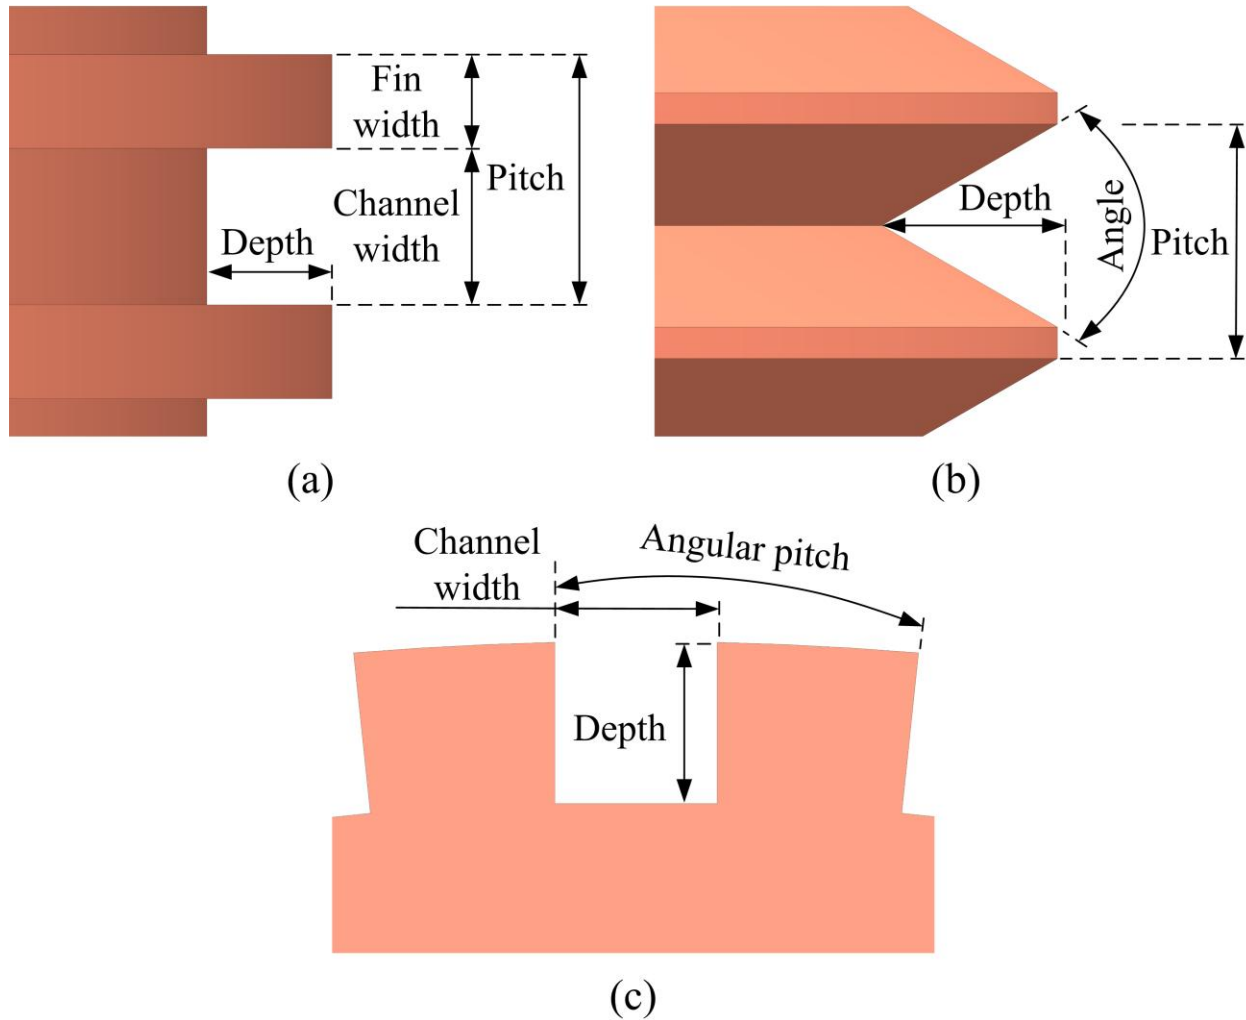 Fin
width
Channel
width
Pitch
Depth
(a)
Depth
Angle
Pitch
(b)
Channel
width
Angular pitch
Depth
(c)